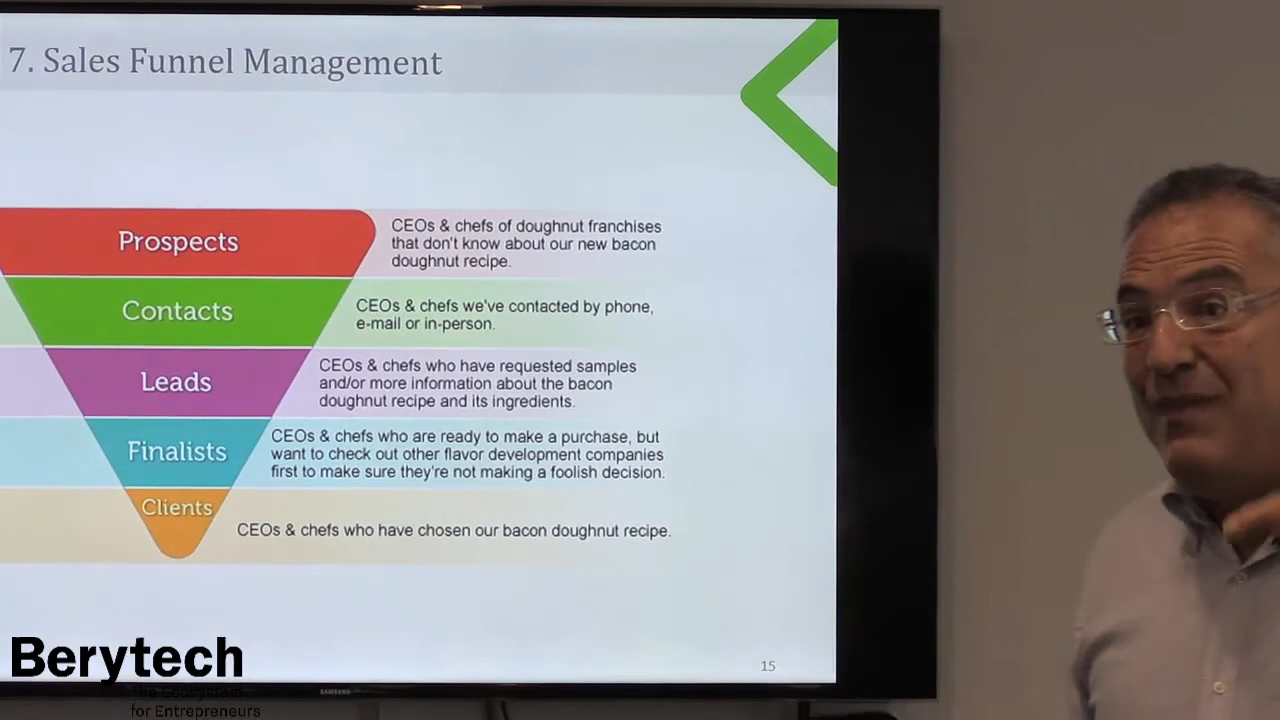 7. Sales Funnel Management
Prospects
CEOs & chefs of doughnut franchises
that don't know about our new bacon
doughnut recipe.
Contacts
CEOs & chefs we've contacted by phone,
e-mail or in-person.
Leads
CEOs & chefs who have requested samples
and/or more information about the bacon
doughnut recipe and its ingredients.
Finalists
CEOs & chefs who are ready to make a purchase, but
want to check out other flavor development companies
first to make sure they're not making a foolish decision.
Clients
CEOs & chefs who have chosen our bacon doughnut recipe.
15
Berytech
the Ecosystem
for Entrepreneurs
SAMSUNG